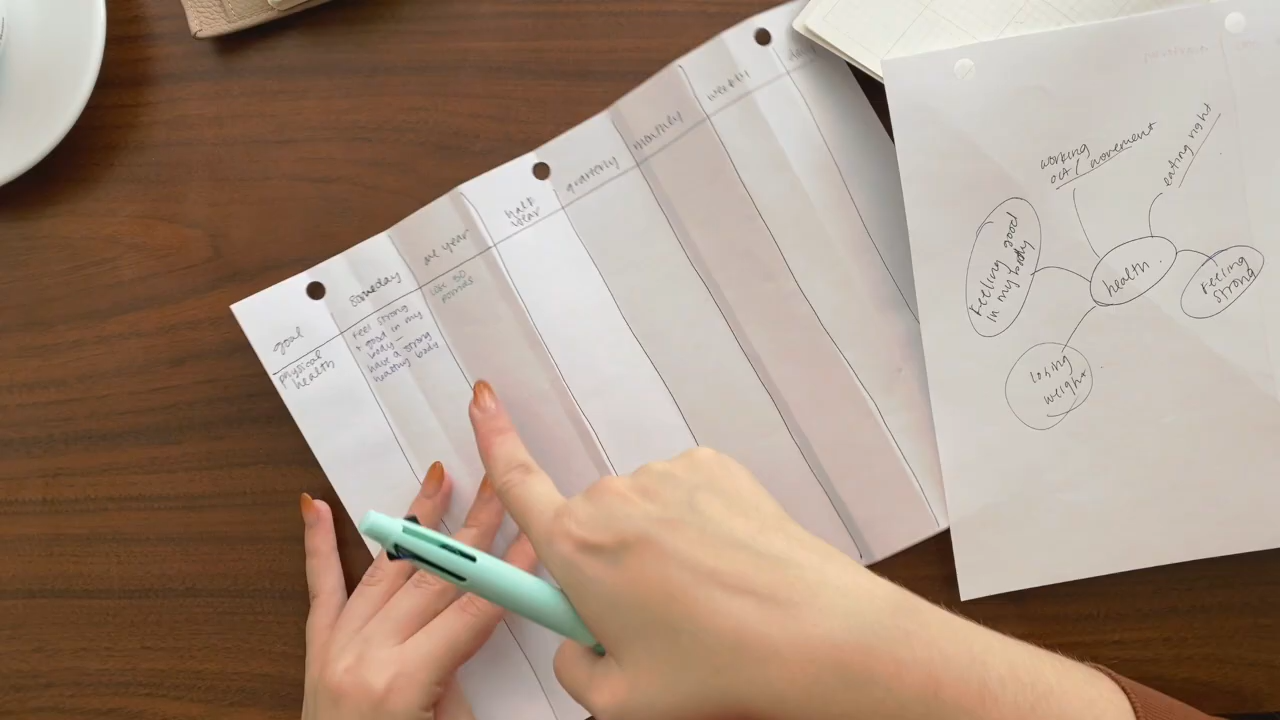 goal
someday
one year
half
year
quarterly
monthly
weekly
physical
health
Feel strong
+ good in my
body –
have a strong
healthy body
lose 30
pounds
working
out / movement
eating right
Feeling good
in my body
health.
Feeling
strong
losing
weight